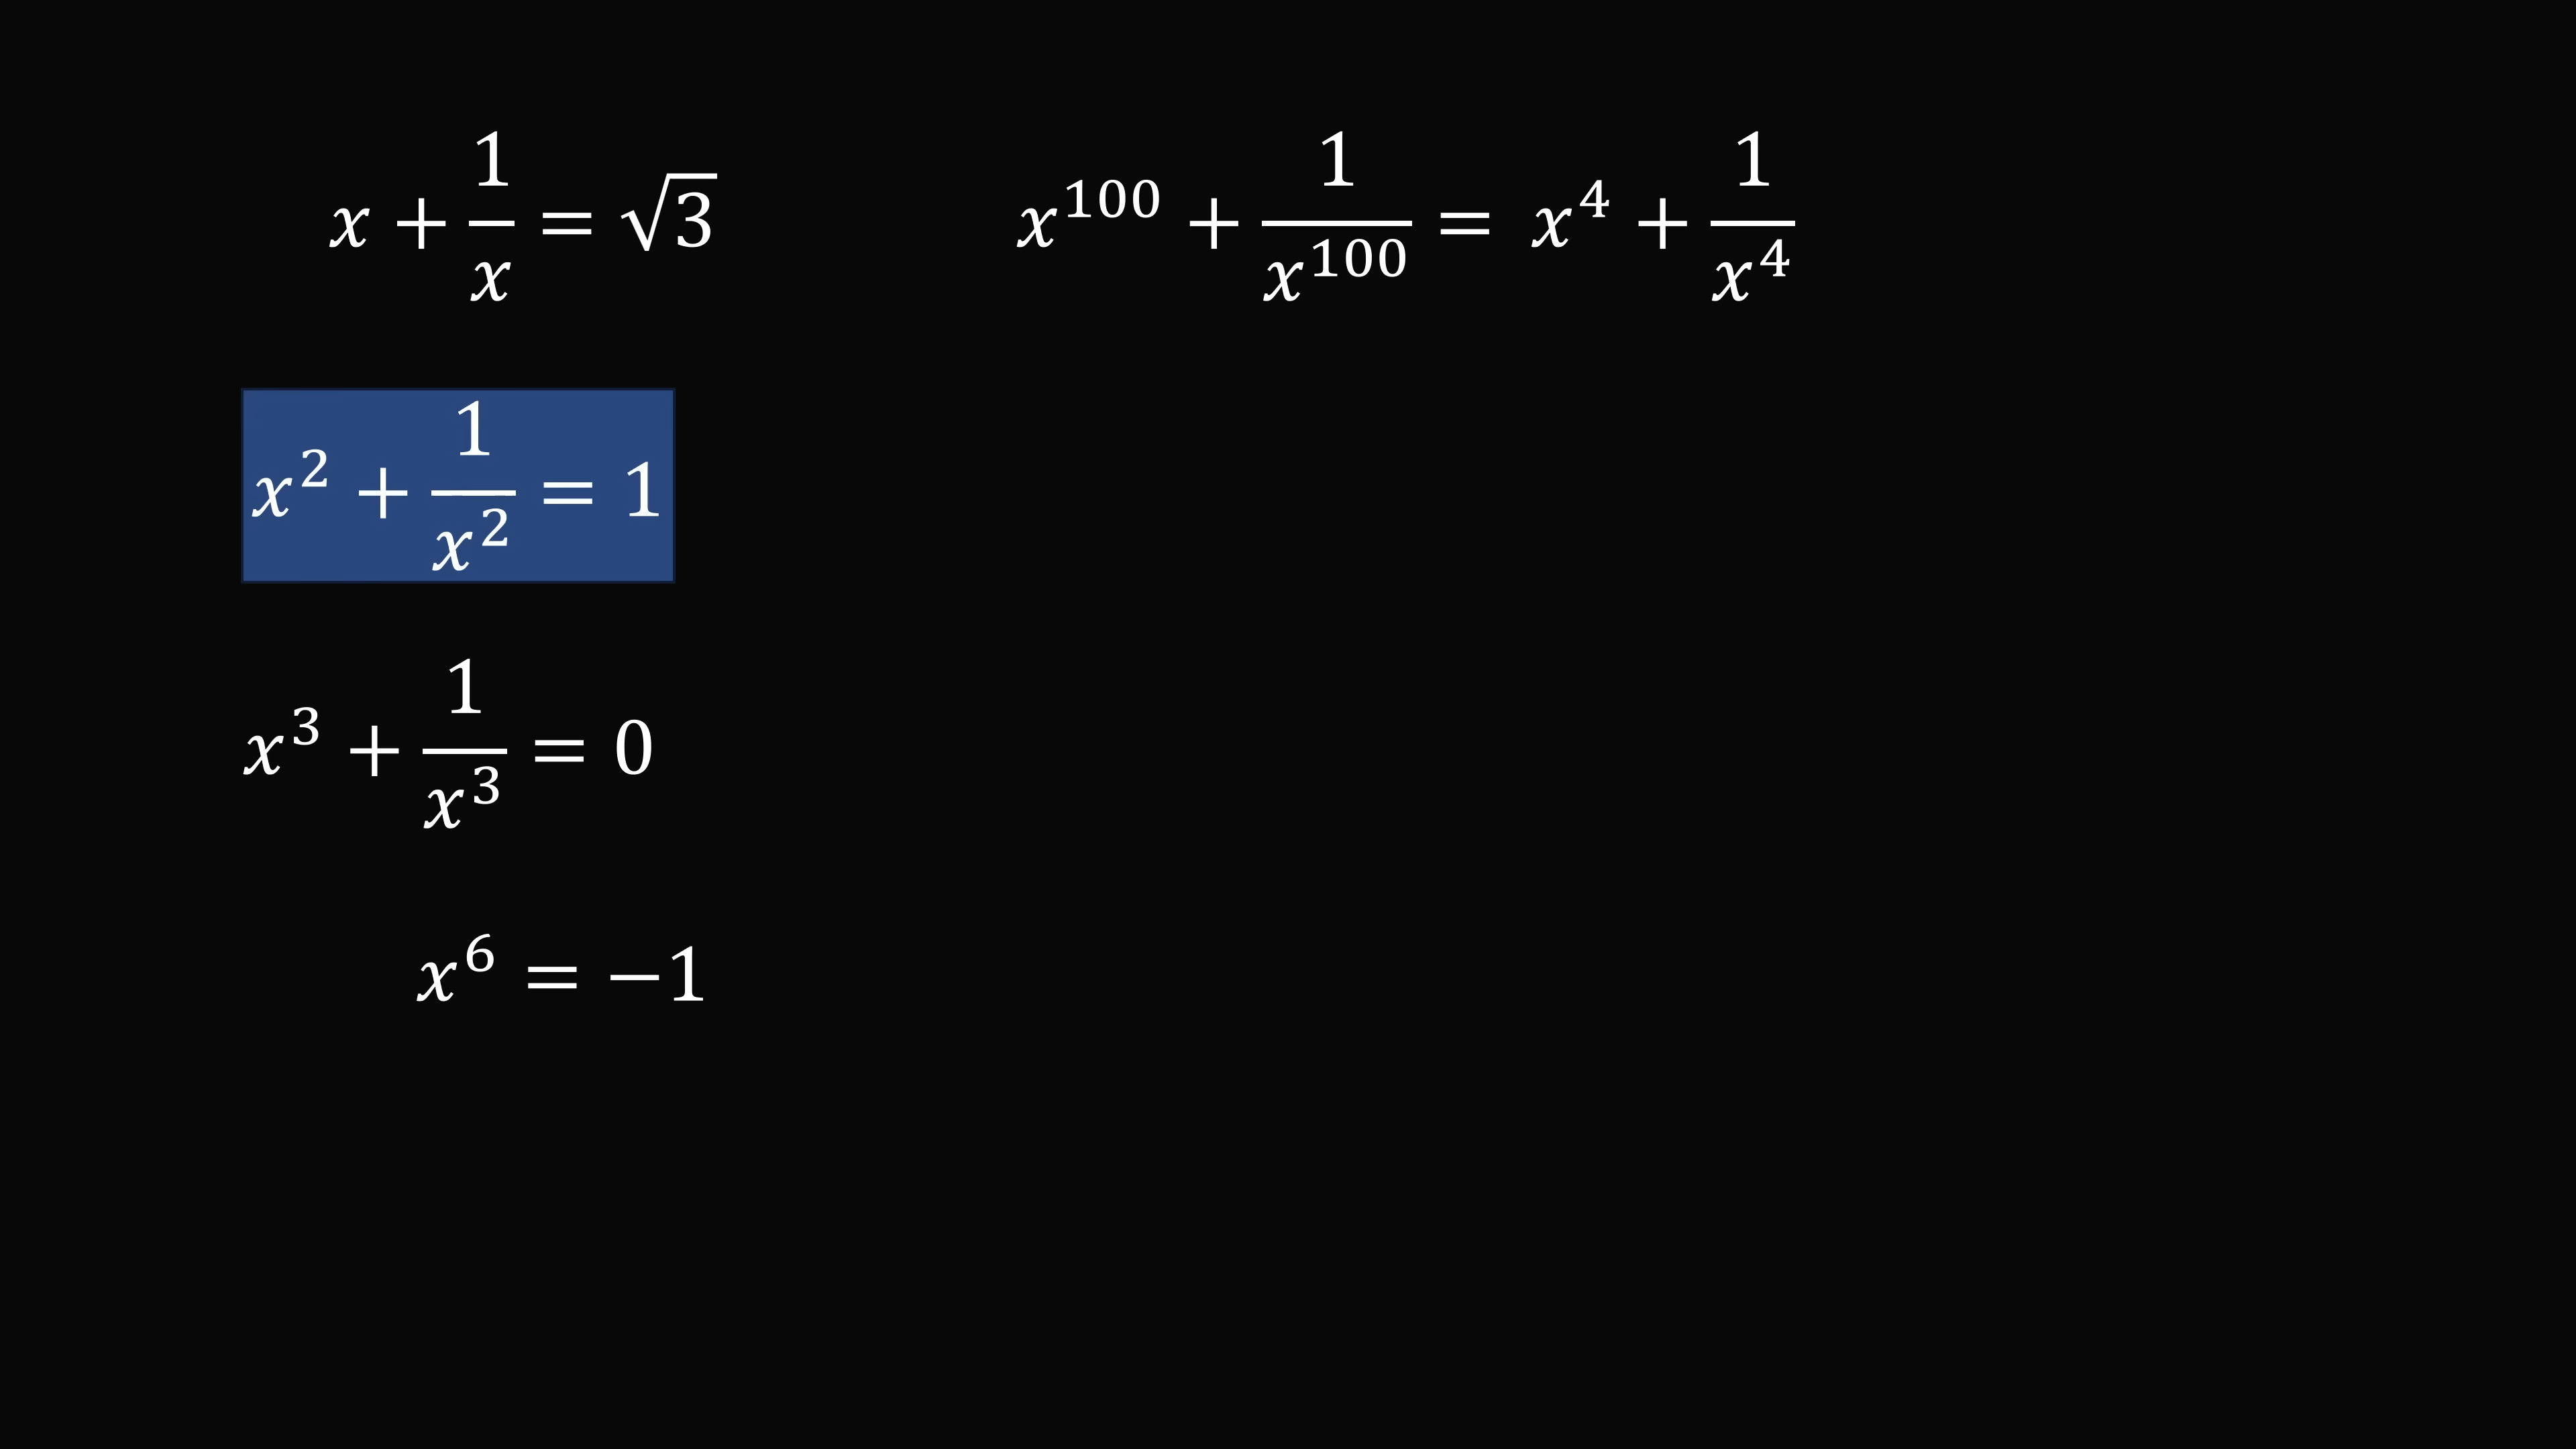 x + 1/x = √3
x^100 + 1/x^100 = x^4 + 1/x^4
x^2 + 1/x^2 = 1
x^3 + 1/x^3 = 0
x^6 = −1